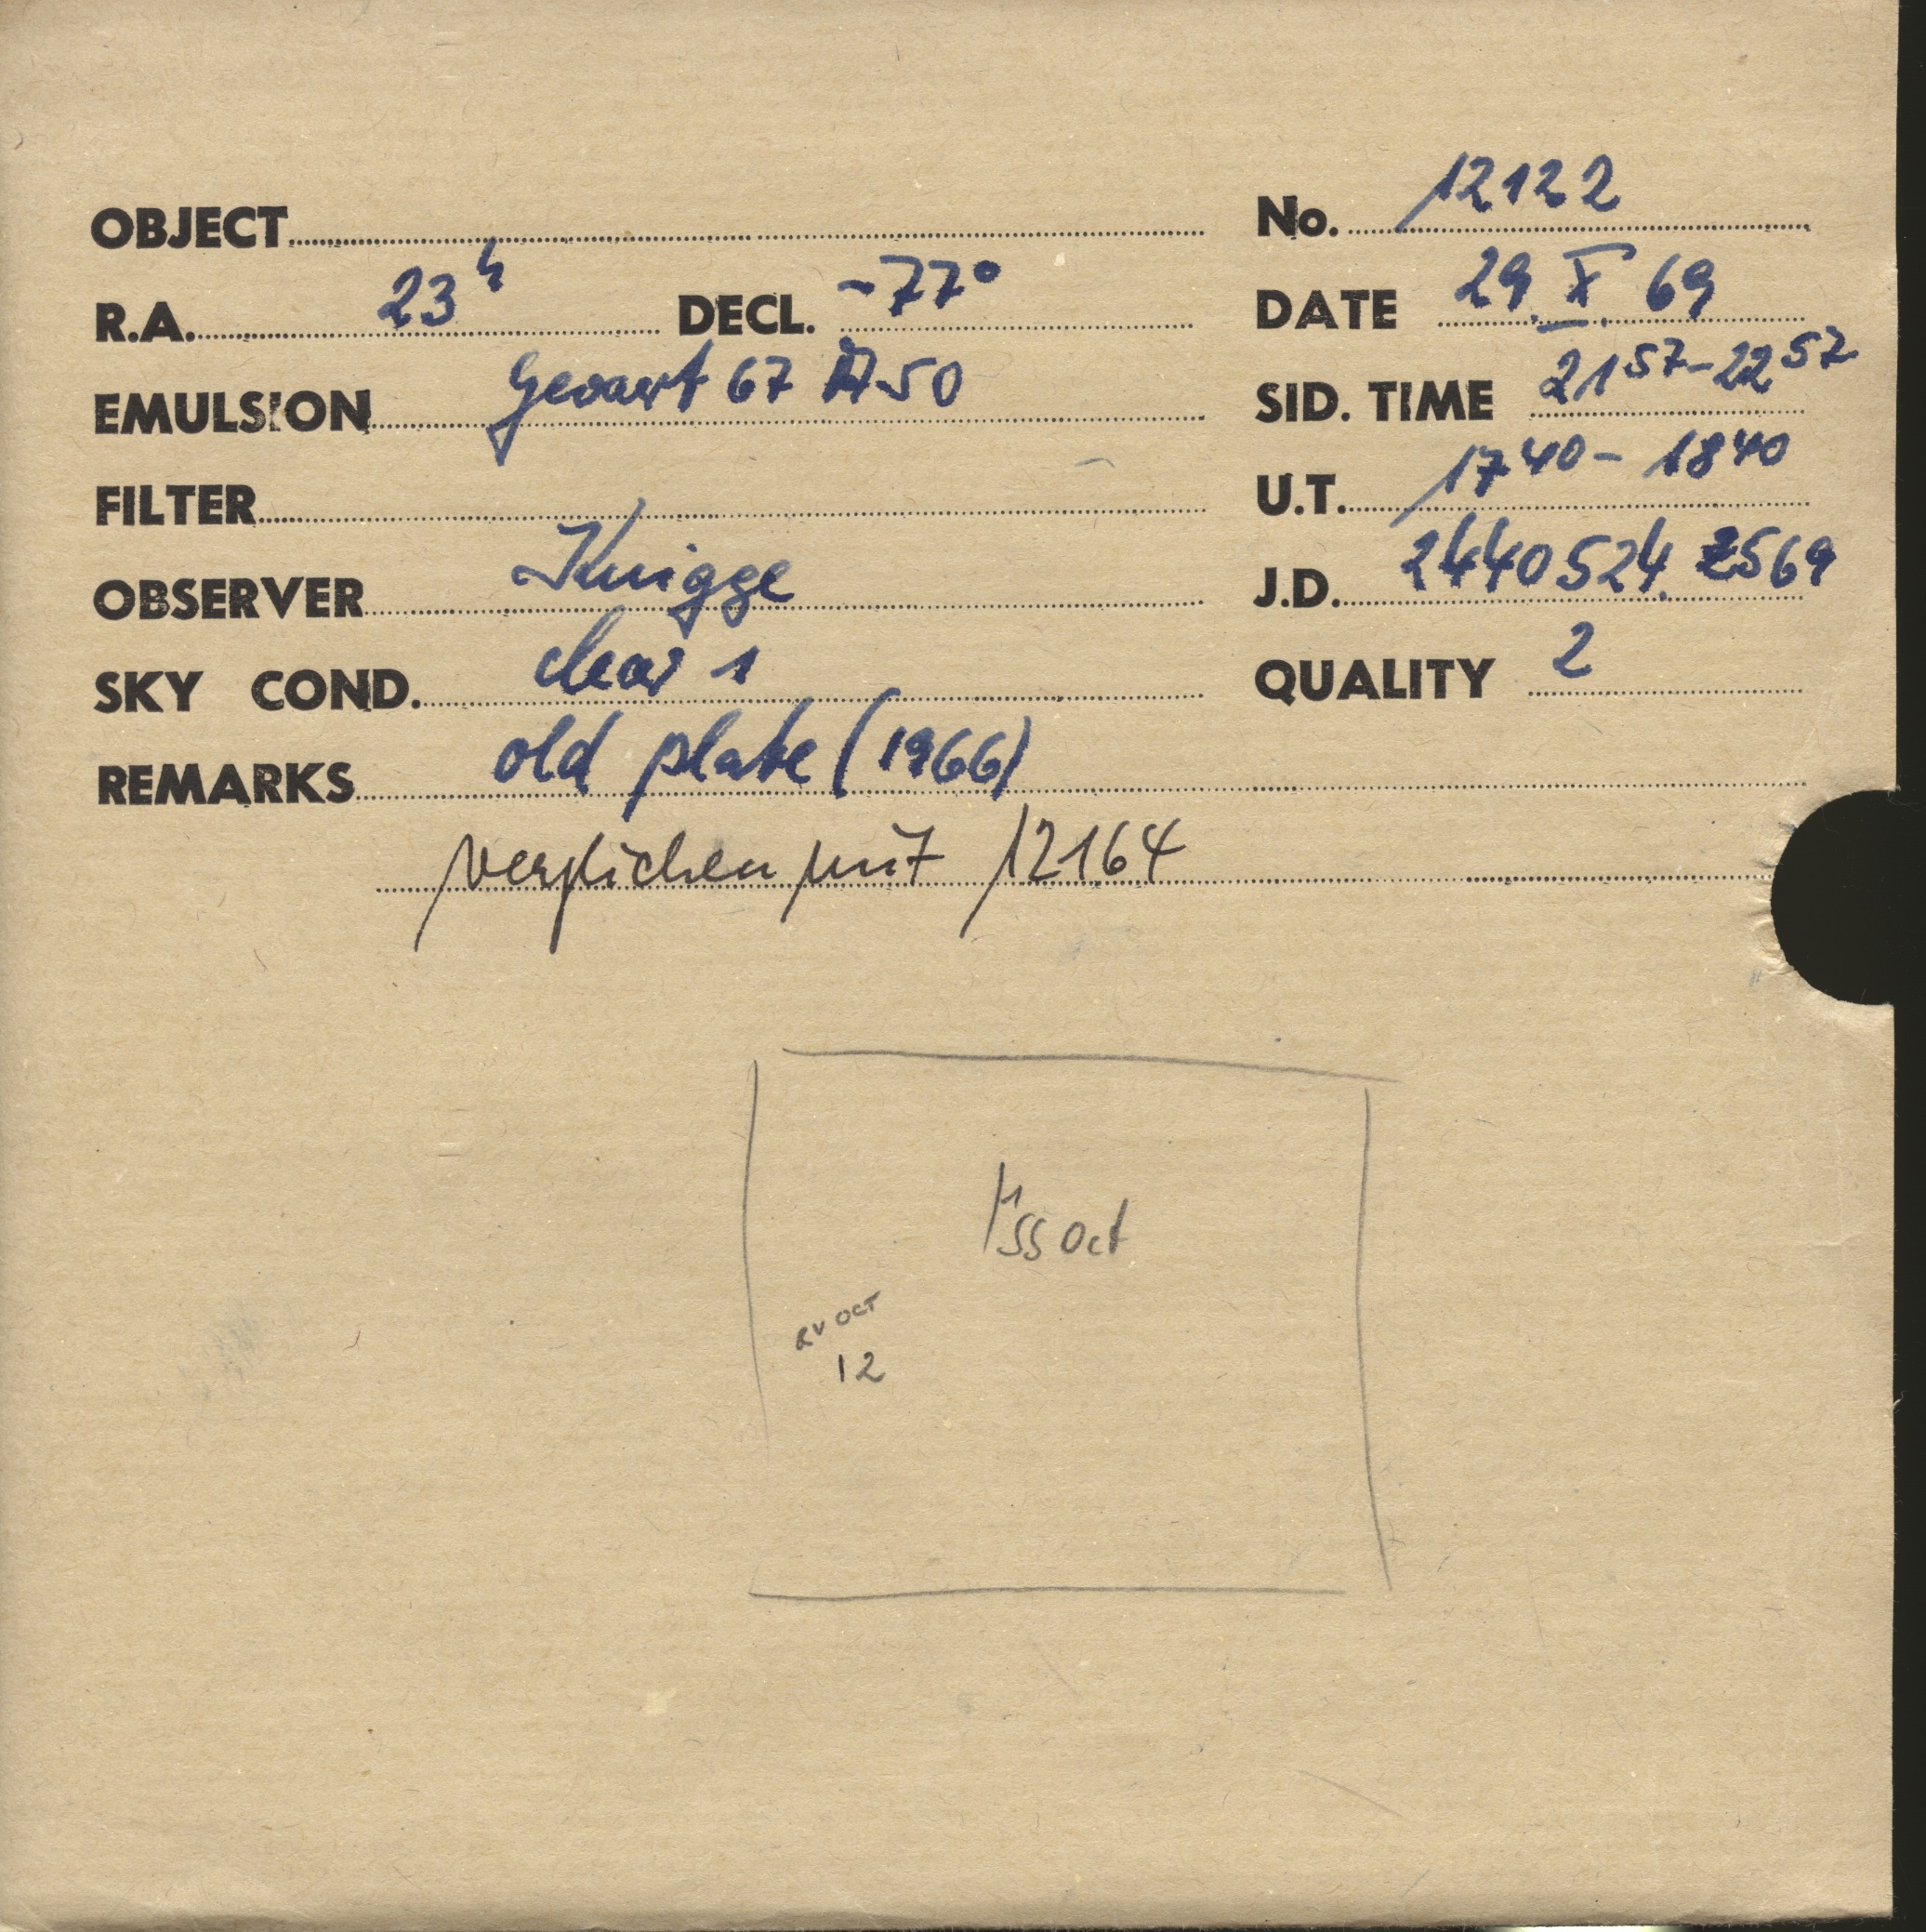 OBJECT No. 12122
R.A. 23h DECL. -77° DATE 29. X. 69
EMULSION Gevaert 67 A50 SID. TIME 21 57 - 22 57
FILTER U.T. 17 40 - 18 40
OBSERVER Knigge J.D. 2440524.2569
SKY COND. clear 1 QUALITY 2
REMARKS old plate (1966)
verglichen mit 12164
SS Oct
RV OCT
12